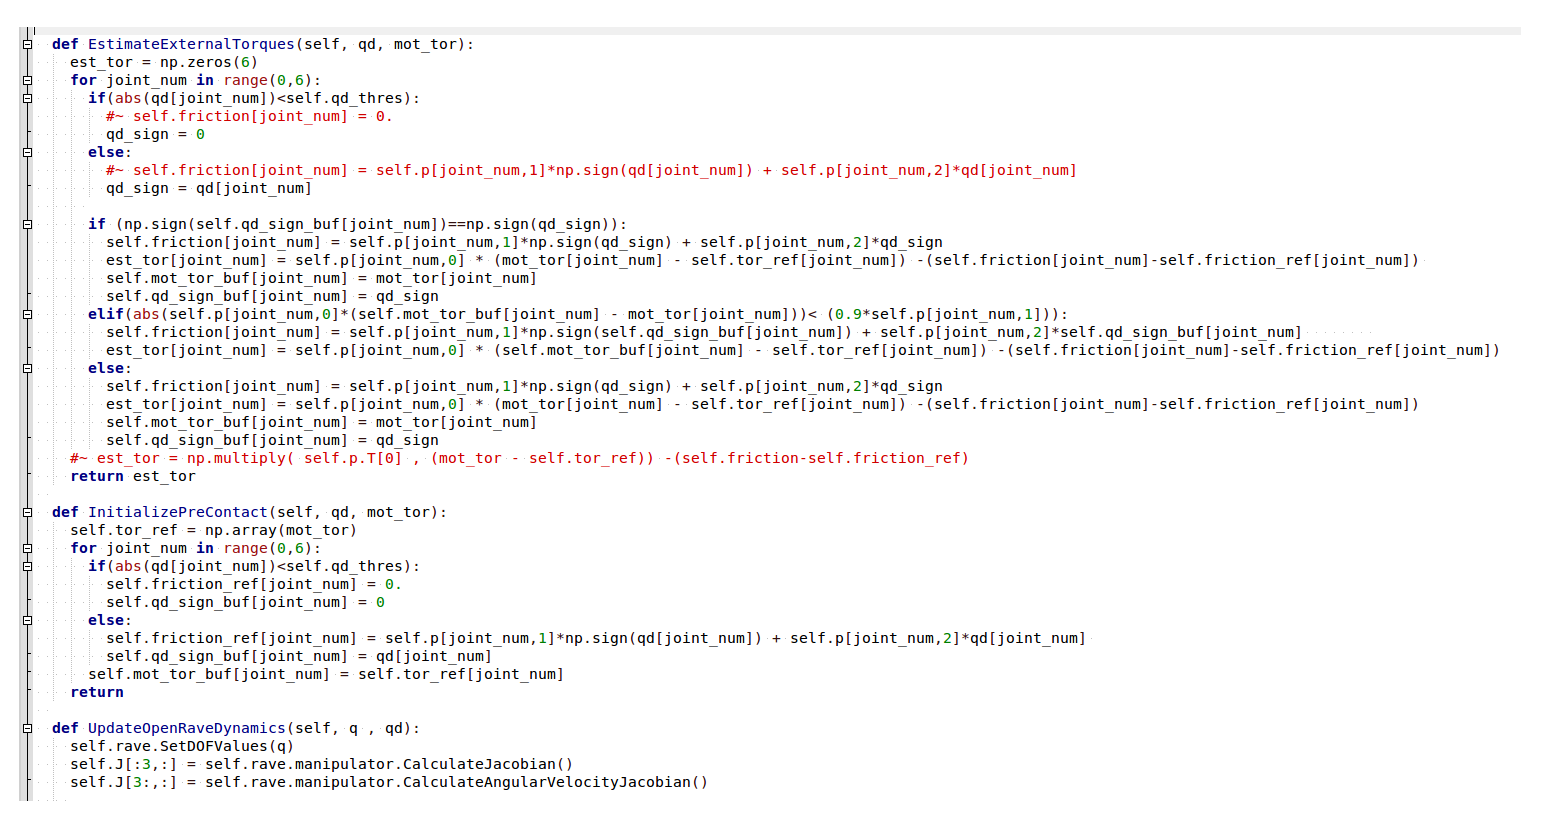 def EstimateExternalTorques(self, qd, mot_tor):
est_tor = np.zeros(6)
for joint_num in range(0,6):
if(abs(qd[joint_num])<self.qd_thres):
#~ self.friction[joint_num] = 0.
qd_sign = 0
else:
#~ self.friction[joint_num] = self.p[joint_num,1]*np.sign(qd[joint_num]) + self.p[joint_num,2]*qd[joint_num]
qd_sign = qd[joint_num]
if (np.sign(self.qd_sign_buf[joint_num])==np.sign(qd_sign)):
self.friction[joint_num] = self.p[joint_num,1]*np.sign(qd_sign) + self.p[joint_num,2]*qd_sign
est_tor[joint_num] = self.p[joint_num,0] * (mot_tor[joint_num] - self.tor_ref[joint_num]) -(self.friction[joint_num]-self.friction_ref[joint_num])
self.mot_tor_buf[joint_num] = mot_tor[joint_num]
self.qd_sign_buf[joint_num] = qd_sign
elif(abs(self.p[joint_num,0]*(self.mot_tor_buf[joint_num] - mot_tor[joint_num]))< (0.9*self.p[joint_num,1])):
self.friction[joint_num] = self.p[joint_num,1]*np.sign(self.qd_sign_buf[joint_num]) + self.p[joint_num,2]*self.qd_sign_buf[joint_num]
est_tor[joint_num] = self.p[joint_num,0] * (self.mot_tor_buf[joint_num] - self.tor_ref[joint_num]) -(self.friction[joint_num]-self.friction_ref[joint_num])
else:
self.friction[joint_num] = self.p[joint_num,1]*np.sign(qd_sign) + self.p[joint_num,2]*qd_sign
est_tor[joint_num] = self.p[joint_num,0] * (mot_tor[joint_num] - self.tor_ref[joint_num]) -(self.friction[joint_num]-self.friction_ref[joint_num])
self.mot_tor_buf[joint_num] = mot_tor[joint_num]
self.qd_sign_buf[joint_num] = qd_sign
#~ est_tor = np.multiply( self.p.T[0] , (mot_tor - self.tor_ref)) -(self.friction-self.friction_ref)
return est_tor
def InitializePreContact(self, qd, mot_tor):
self.tor_ref = np.array(mot_tor)
for joint_num in range(0,6):
if(abs(qd[joint_num])<self.qd_thres):
self.friction_ref[joint_num] = 0.
self.qd_sign_buf[joint_num] = 0
else:
self.friction_ref[joint_num] = self.p[joint_num,1]*np.sign(qd[joint_num]) + self.p[joint_num,2]*qd[joint_num]
self.qd_sign_buf[joint_num] = qd[joint_num]
self.mot_tor_buf[joint_num] = self.tor_ref[joint_num]
return
def UpdateOpenRaveDynamics(self, q , qd):
self.rave.SetDOFValues(q)
self.J[:3,:] = self.rave.manipulator.CalculateJacobian()
self.J[3:,:] = self.rave.manipulator.CalculateAngularVelocityJacobian()